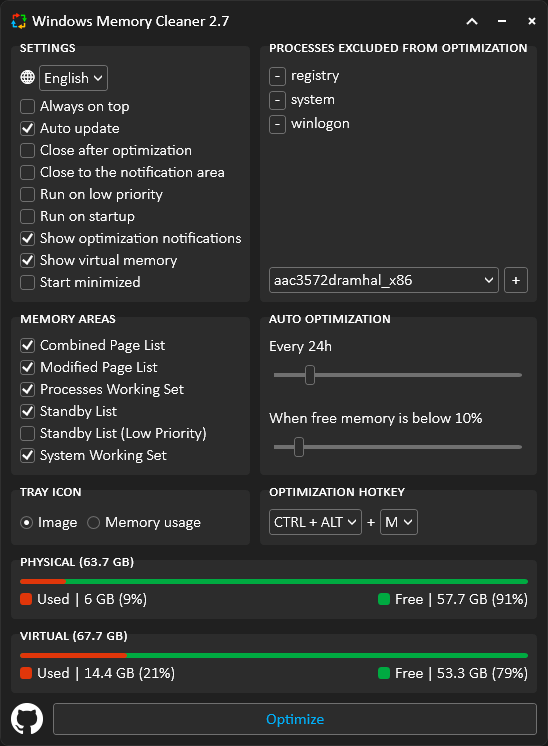 Windows Memory Cleaner 2.7
SETTINGS
English
Always on top
Auto update
Close after optimization
Close to the notification area
Run on low priority
Run on startup
Show optimization notifications
Show virtual memory
Start minimized
PROCESSES EXCLUDED FROM OPTIMIZATION
- registry
- system
- winlogon
aac3572dramhal_x86 +
MEMORY AREAS
Combined Page List
Modified Page List
Processes Working Set
Standby List
Standby List (Low Priority)
System Working Set
AUTO OPTIMIZATION
Every 24h
When free memory is below 10%
TRAY ICON
Image Memory usage
OPTIMIZATION HOTKEY
CTRL + ALT + M
PHYSICAL (63.7 GB)
Used | 6 GB (9%) Free | 57.7 GB (91%)
VIRTUAL (67.7 GB)
Used | 14.4 GB (21%) Free | 53.3 GB (79%)
Optimize